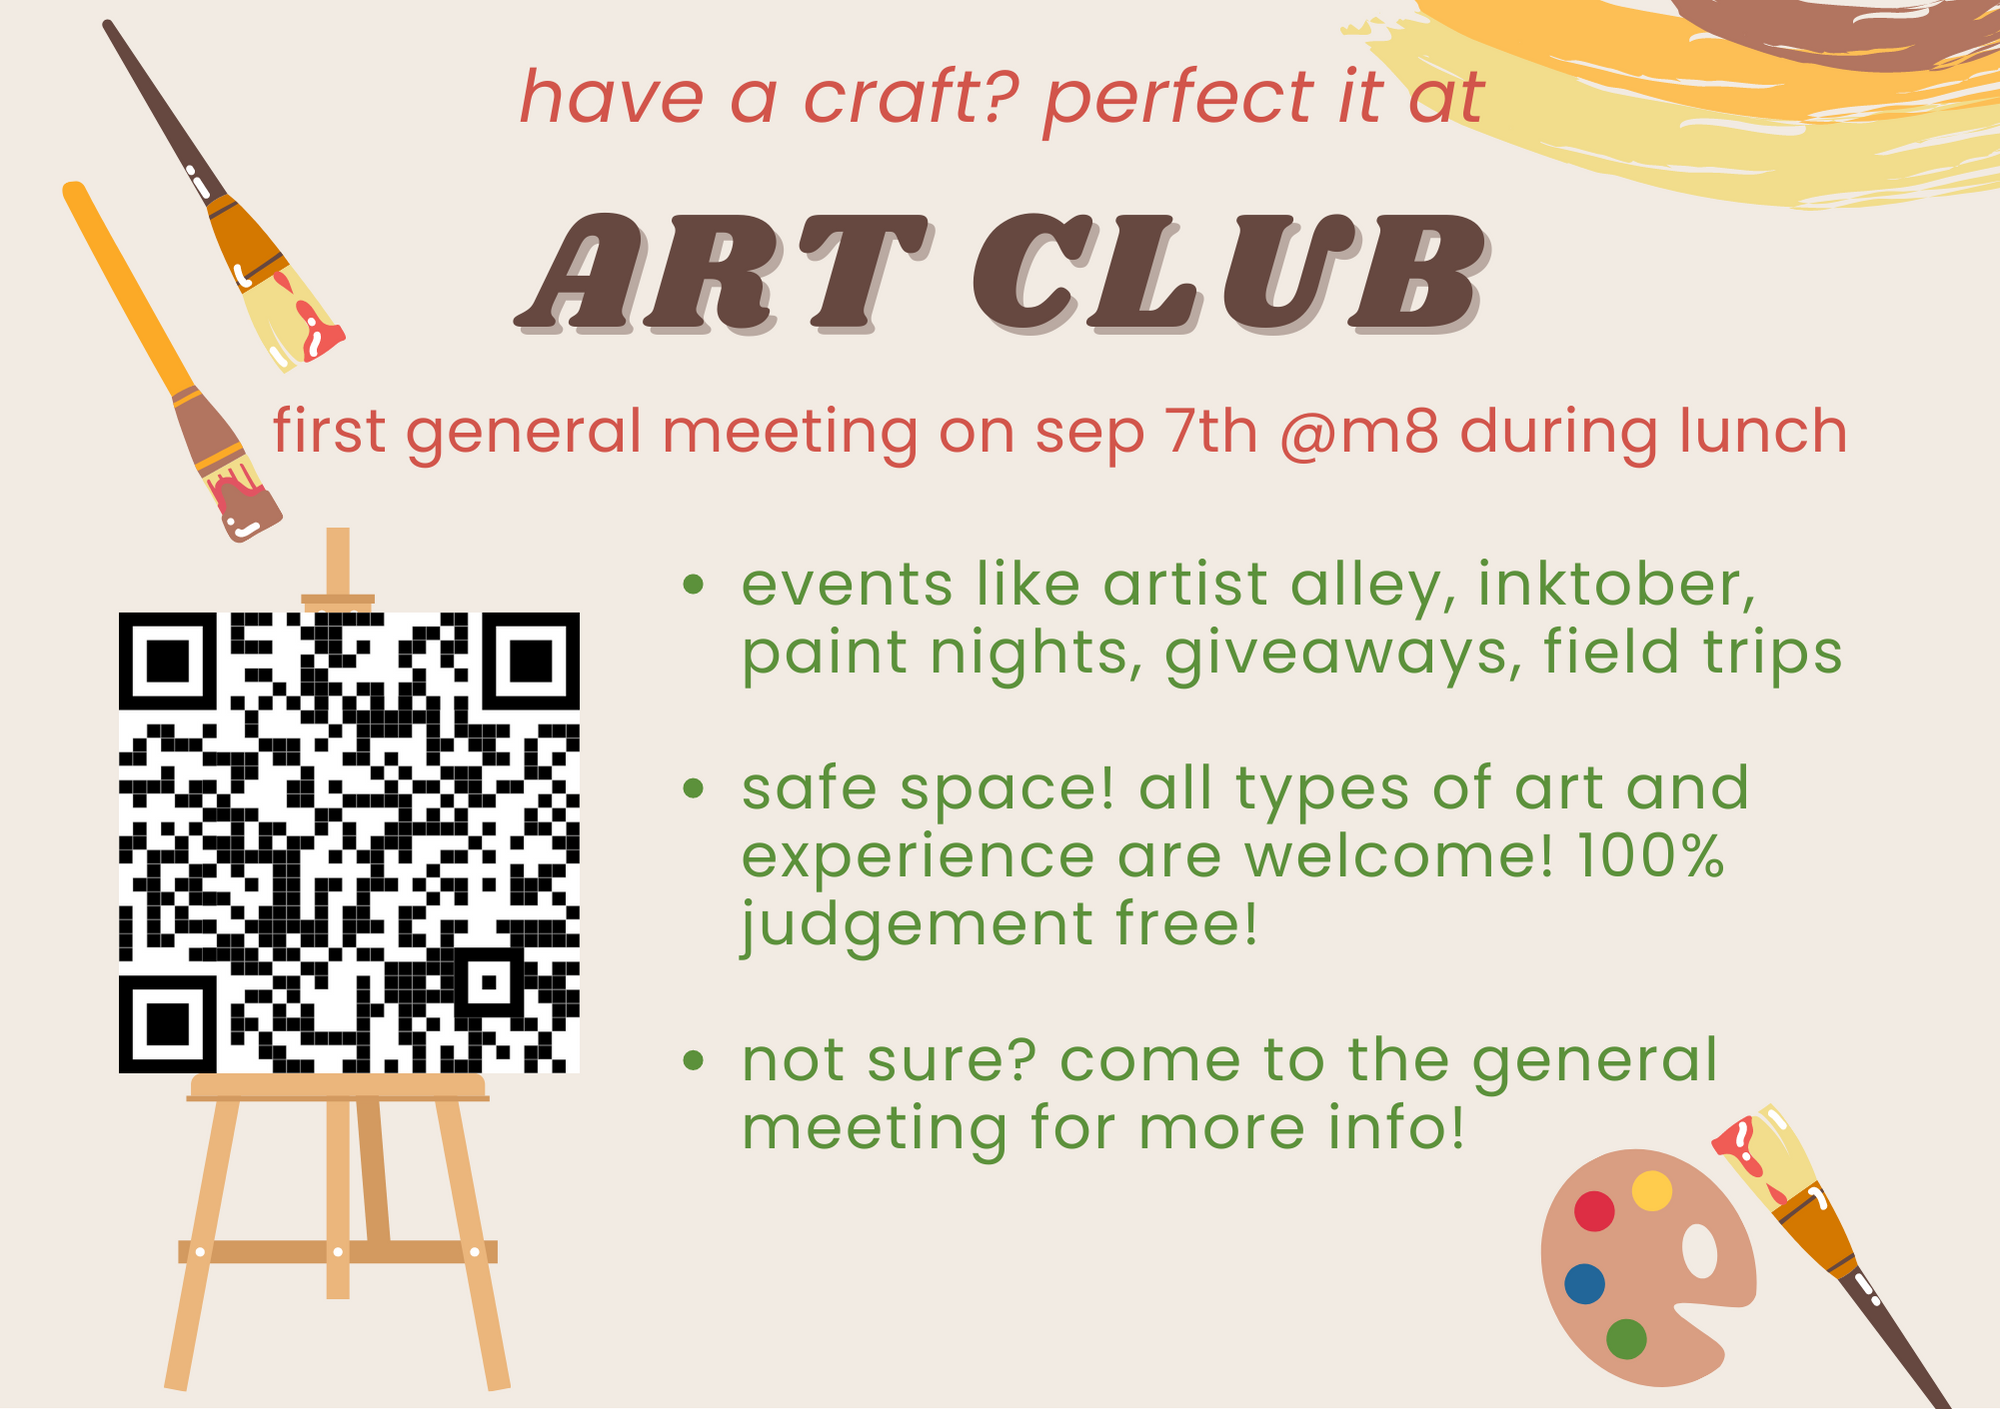 have a craft? perfect it at
ART CLUB
first general meeting on sep 7th @m8 during lunch
• events like artist alley, inktober,
paint nights, giveaways, field trips
• safe space! all types of art and
experience are welcome! 100%
judgement free!
• not sure? come to the general
meeting for more info!